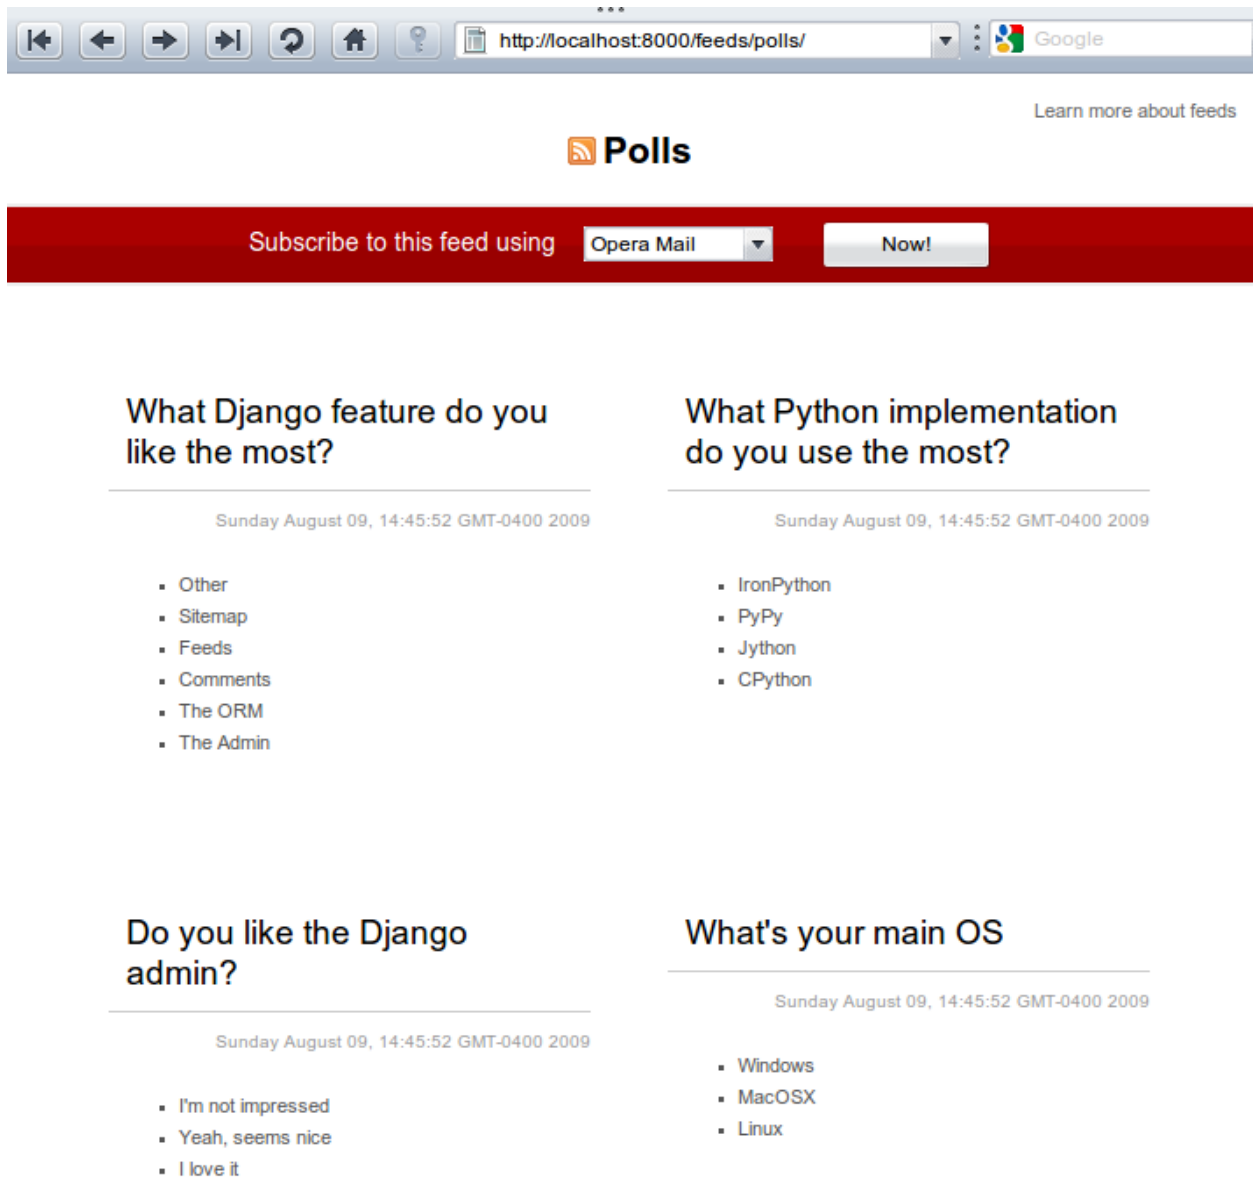 http://localhost:8000/feeds/polls/
Google
Learn more about feeds
Polls
Subscribe to this feed using Opera Mail Now!
What Django feature do you
like the most?
Sunday August 09, 14:45:52 GMT-0400 2009
Other
Sitemap
Feeds
Comments
The ORM
The Admin
What Python implementation
do you use the most?
Sunday August 09, 14:45:52 GMT-0400 2009
IronPython
PyPy
Jython
CPython
Do you like the Django
admin?
Sunday August 09, 14:45:52 GMT-0400 2009
I'm not impressed
Yeah, seems nice
I love it
What's your main OS
Sunday August 09, 14:45:52 GMT-0400 2009
Windows
MacOSX
Linux